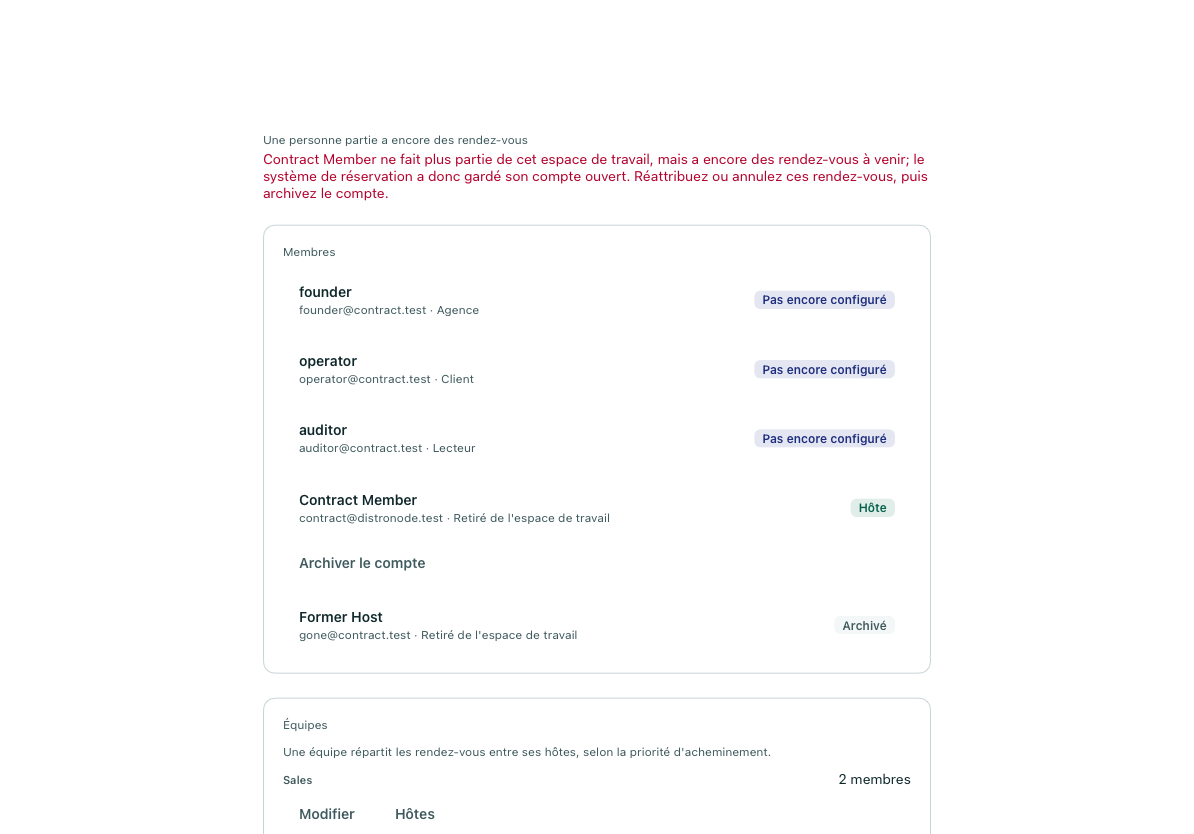 Une personne partie a encore des rendez-vous
Contract Member ne fait plus partie de cet espace de travail, mais a encore des rendez-vous à venir; le
système de réservation a donc gardé son compte ouvert. Réattribuez ou annulez ces rendez-vous, puis
archivez le compte.
Membres
founder
founder@contract.test · Agence
Pas encore configuré
operator
operator@contract.test · Client
Pas encore configuré
auditor
auditor@contract.test · Lecteur
Pas encore configuré
Contract Member
contract@distronode.test · Retiré de l'espace de travail
Hôte
Archiver le compte
Former Host
gone@contract.test · Retiré de l'espace de travail
Archivé
Équipes
Une équipe répartit les rendez-vous entre ses hôtes, selon la priorité d'acheminement.
Sales
2 membres
Modifier
Hôtes